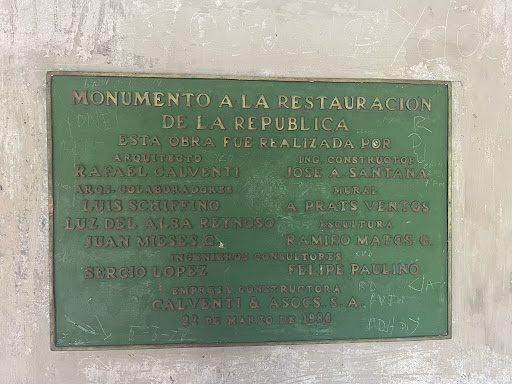 MONUMENTO A LA RESTAURACION
DE LA REPUBLICA
ESTA OBRA FUE REALIZADA POR
ARQUITECTO
RAFAEL CALVENTI
ING. CONSTRUCTOR
JOSE A. SANTANA
ARQS. COLABORADORES
LUIS SCHIFFINO
LUZ DEL ALBA REYNOSO
JUAN MIESES C.
MURAL
A PRATS VENTOS
ESCULTURA
RAMIRO MATOS G.
INGENIEROS CONSULTORES
SERGIO LOPEZ
FELIPE PAULINO
EMPRESA CONSTRUCTORA
CALVENTI & ASOCS S. A.
DE MARZO DE